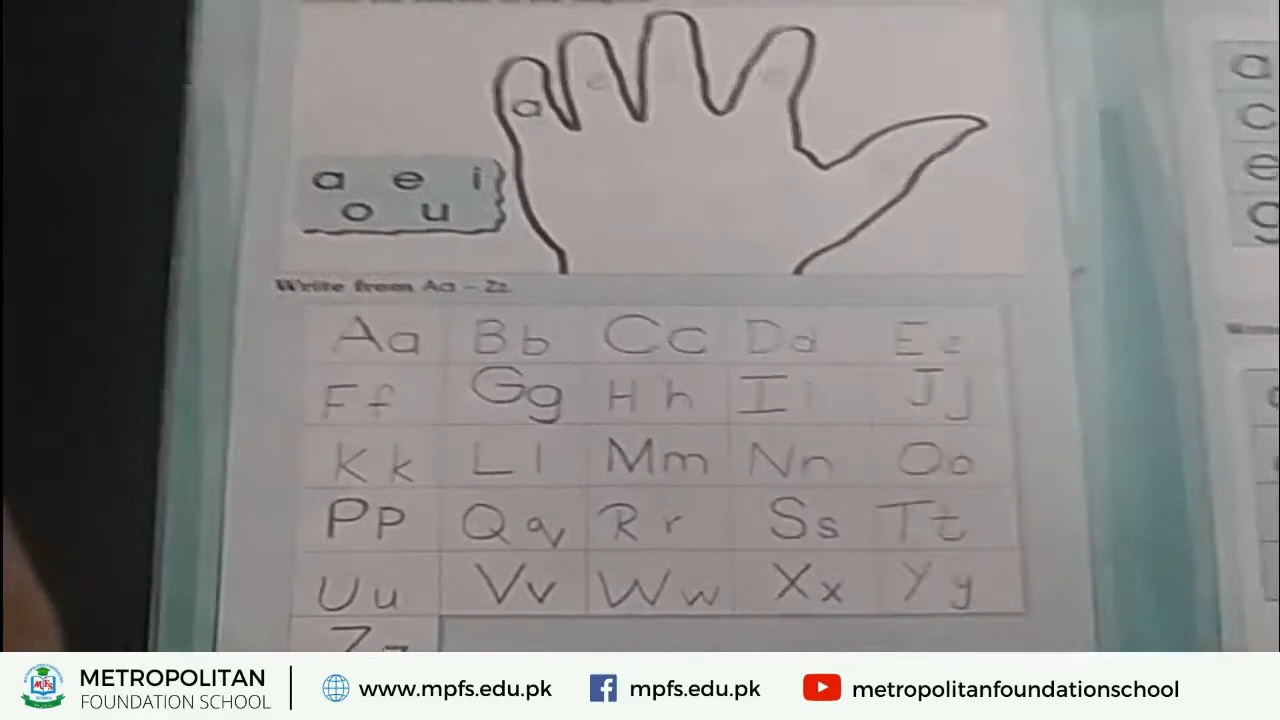 a
a e i
o u
Write from Aa - Zz
Aa Bb Cc Dd Ee
Ff Gg Hh Ii Jj
Kk Ll Mm Nn Oo
Pp Qq Rr Ss Tt
Uu Vv Ww Xx Yy
Zz
a
c
e
g
METROPOLITAN
FOUNDATION SCHOOL
www.mpfs.edu.pk
mpfs.edu.pk
metropolitanfoundationschool